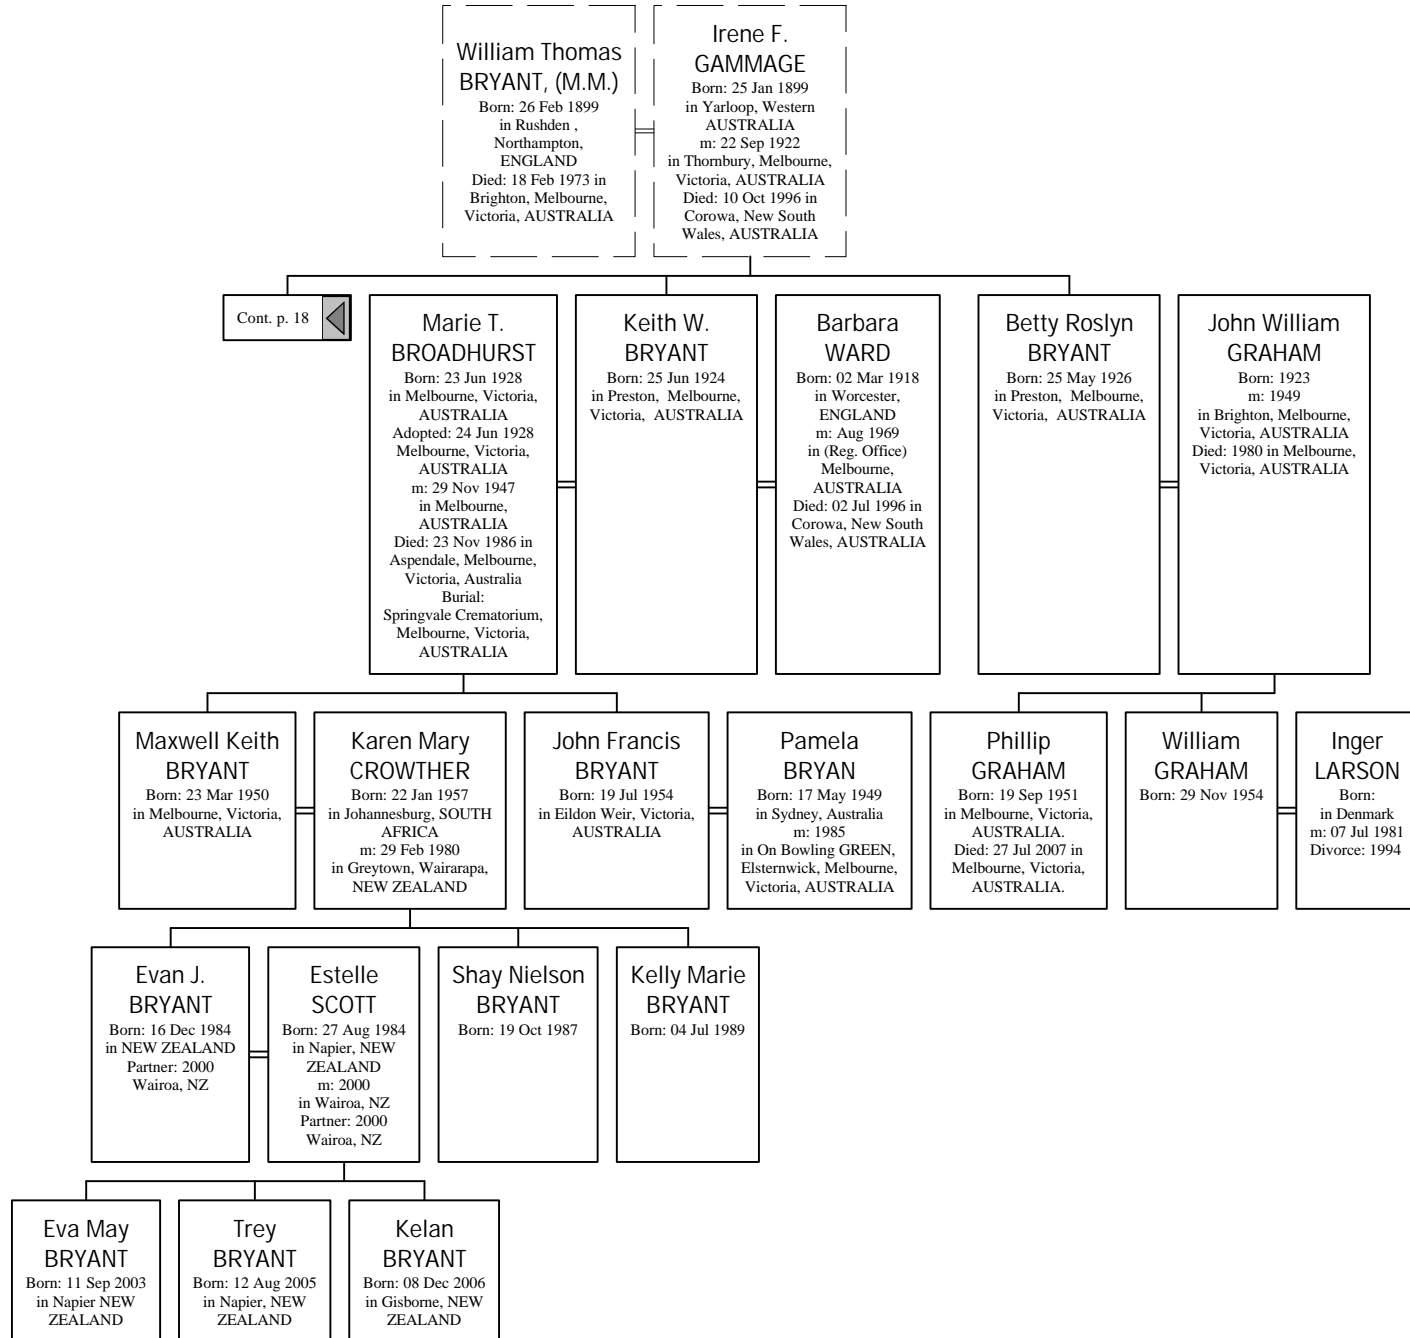 William Thomas
BRYANT, (M.M.)
Born: 26 Feb 1899
in Rushden ,
Northampton,
ENGLAND
Died: 18 Feb 1973 in
Brighton, Melbourne,
Victoria, AUSTRALIA
Irene F.
GAMMAGE
Born: 25 Jan 1899
in Yarloop, Western
AUSTRALIA
m: 22 Sep 1922
in Thornbury, Melbourne,
Victoria, AUSTRALIA
Died: 10 Oct 1996 in
Corowa, New South
Wales, AUSTRALIA
Cont. p. 18
Marie T.
BROADHURST
Born: 23 Jun 1928
in Melbourne, Victoria,
AUSTRALIA
Adopted: 24 Jun 1928
Melbourne, Victoria,
AUSTRALIA
m: 29 Nov 1947
in Melbourne,
AUSTRALIA
Died: 23 Nov 1986 in
Aspendale, Melbourne,
Victoria, Australia
Burial:
Springvale Crematorium,
Melbourne, Victoria,
AUSTRALIA
Keith W.
BRYANT
Born: 25 Jun 1924
in Preston, Melbourne,
Victoria, AUSTRALIA
Barbara
WARD
Born: 02 Mar 1918
in Worcester,
ENGLAND
m: Aug 1969
in (Reg. Office)
Melbourne,
AUSTRALIA
Died: 02 Jul 1996 in
Corowa, New South
Wales, AUSTRALIA
Betty Roslyn
BRYANT
Born: 25 May 1926
in Preston, Melbourne,
Victoria, AUSTRALIA
John William
GRAHAM
Born: 1923
m: 1949
in Brighton, Melbourne,
Victoria, AUSTRALIA
Died: 1980 in Melbourne,
Victoria, AUSTRALIA
Maxwell Keith
BRYANT
Born: 23 Mar 1950
in Melbourne, Victoria,
AUSTRALIA
Karen Mary
CROWTHER
Born: 22 Jan 1957
in Johannesburg, SOUTH
AFRICA
m: 29 Feb 1980
in Greytown, Wairarapa,
NEW ZEALAND
John Francis
BRYANT
Born: 19 Jul 1954
in Eildon Weir, Victoria,
AUSTRALIA
Pamela
BRYAN
Born: 17 May 1949
in Sydney, Australia
m: 1985
in On Bowling GREEN,
Elsternwick, Melbourne,
Victoria, AUSTRALIA
Phillip
GRAHAM
Born: 19 Sep 1951
in Melbourne, Victoria,
AUSTRALIA.
Died: 27 Jul 2007 in
Melbourne, Victoria,
AUSTRALIA.
William
GRAHAM
Born: 29 Nov 1954
Inger
LARSON
Born:
in Denmark
m: 07 Jul 1981
Divorce: 1994
Evan J.
BRYANT
Born: 16 Dec 1984
in NEW ZEALAND
Partner: 2000
Wairoa, NZ
Estelle
SCOTT
Born: 27 Aug 1984
in Napier, NEW
ZEALAND
m: 2000
in Wairoa, NZ
Partner: 2000
Wairoa, NZ
Shay Nielson
BRYANT
Born: 19 Oct 1987
Kelly Marie
BRYANT
Born: 04 Jul 1989
Eva May
BRYANT
Born: 11 Sep 2003
in Napier NEW
ZEALAND
Trey
BRYANT
Born: 12 Aug 2005
in Napier, NEW
ZEALAND
Kelan
BRYANT
Born: 08 Dec 2006
in Gisborne, NEW
ZEALAND